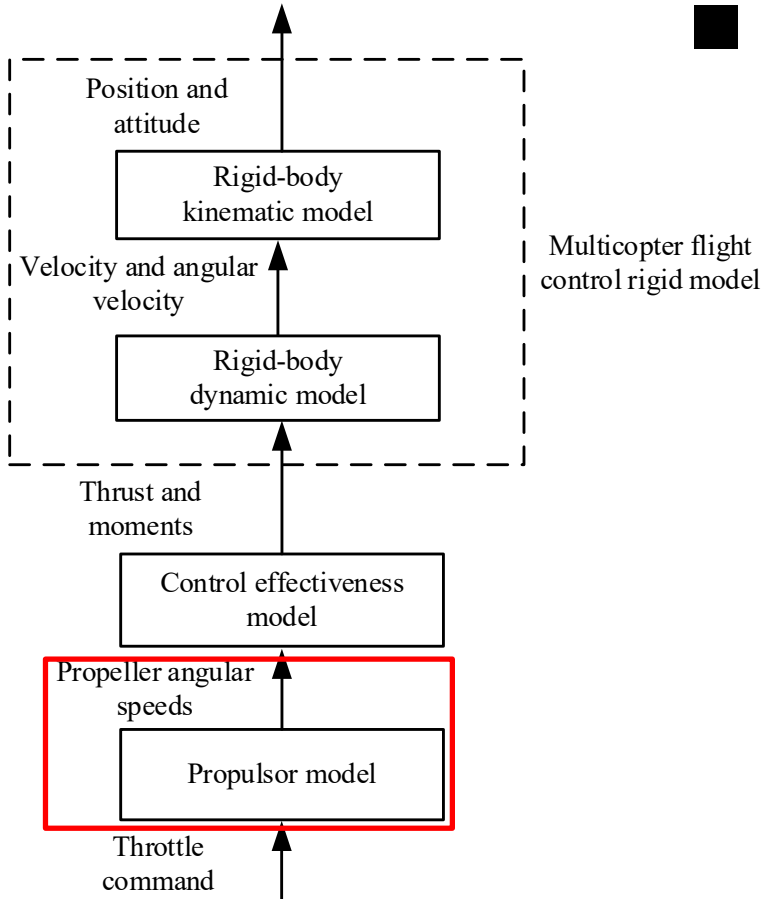 Position and
attitude
Rigid-body
kinematic model
Velocity and angular
velocity
Multicopter flight
control rigid model
Rigid-body
dynamic model
Thrust and
moments
Control effectiveness
model
Propeller angular
speeds
Propulsor model
Throttle
command